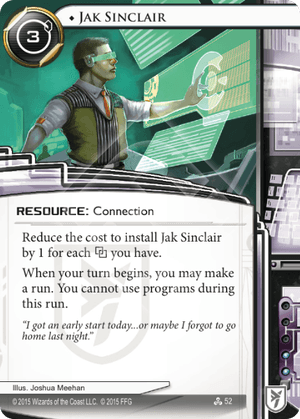 ♦ Jak Sinclair
3
Resource: Connection
Reduce the cost to install Jak Sinclair
by 1 for each you have.
When your turn begins, you may make
a run. You cannot use programs during
this run.
"I got an early start today...or maybe I forgot to go
home last night."
Illus. Joshua Meehan
© 2015 Wizards of the Coast LLC. © 2015 FFG 52